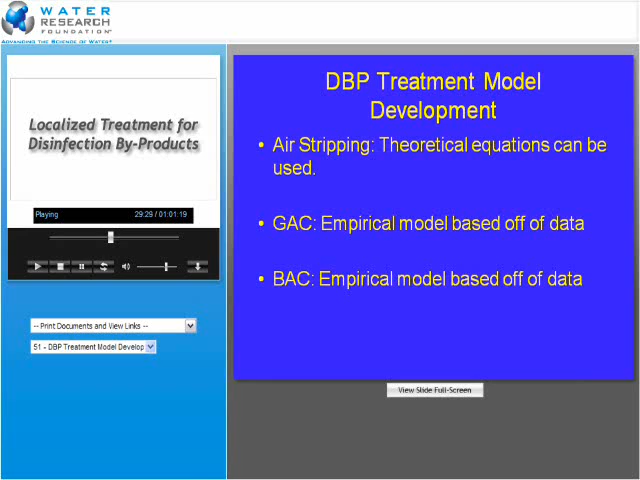 WATER
RESEARCH
FOUNDATION
ADVANCING THE SCIENCE OF WATER®
Localized Treatment for
Disinfection By-Products
Playing 29:29 / 01:01:19
-- Print Documents and View Links --
51 - DBP Treatment Model Develop
DBP Treatment Model
Development
• Air Stripping: Theoretical equations can be
used.
• GAC: Empirical model based off of data
• BAC: Empirical model based off of data
View Slide Full-Screen